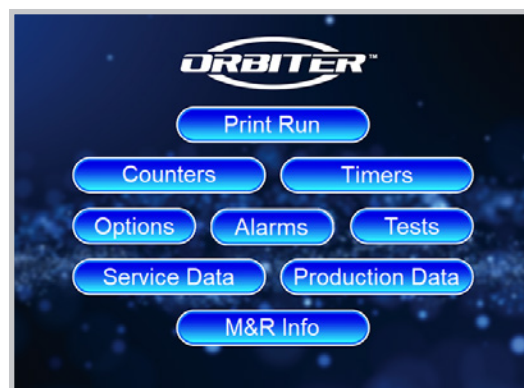 ORBITER™
Print Run
Counters Timers
Options Alarms Tests
Service Data Production Data
M&R Info